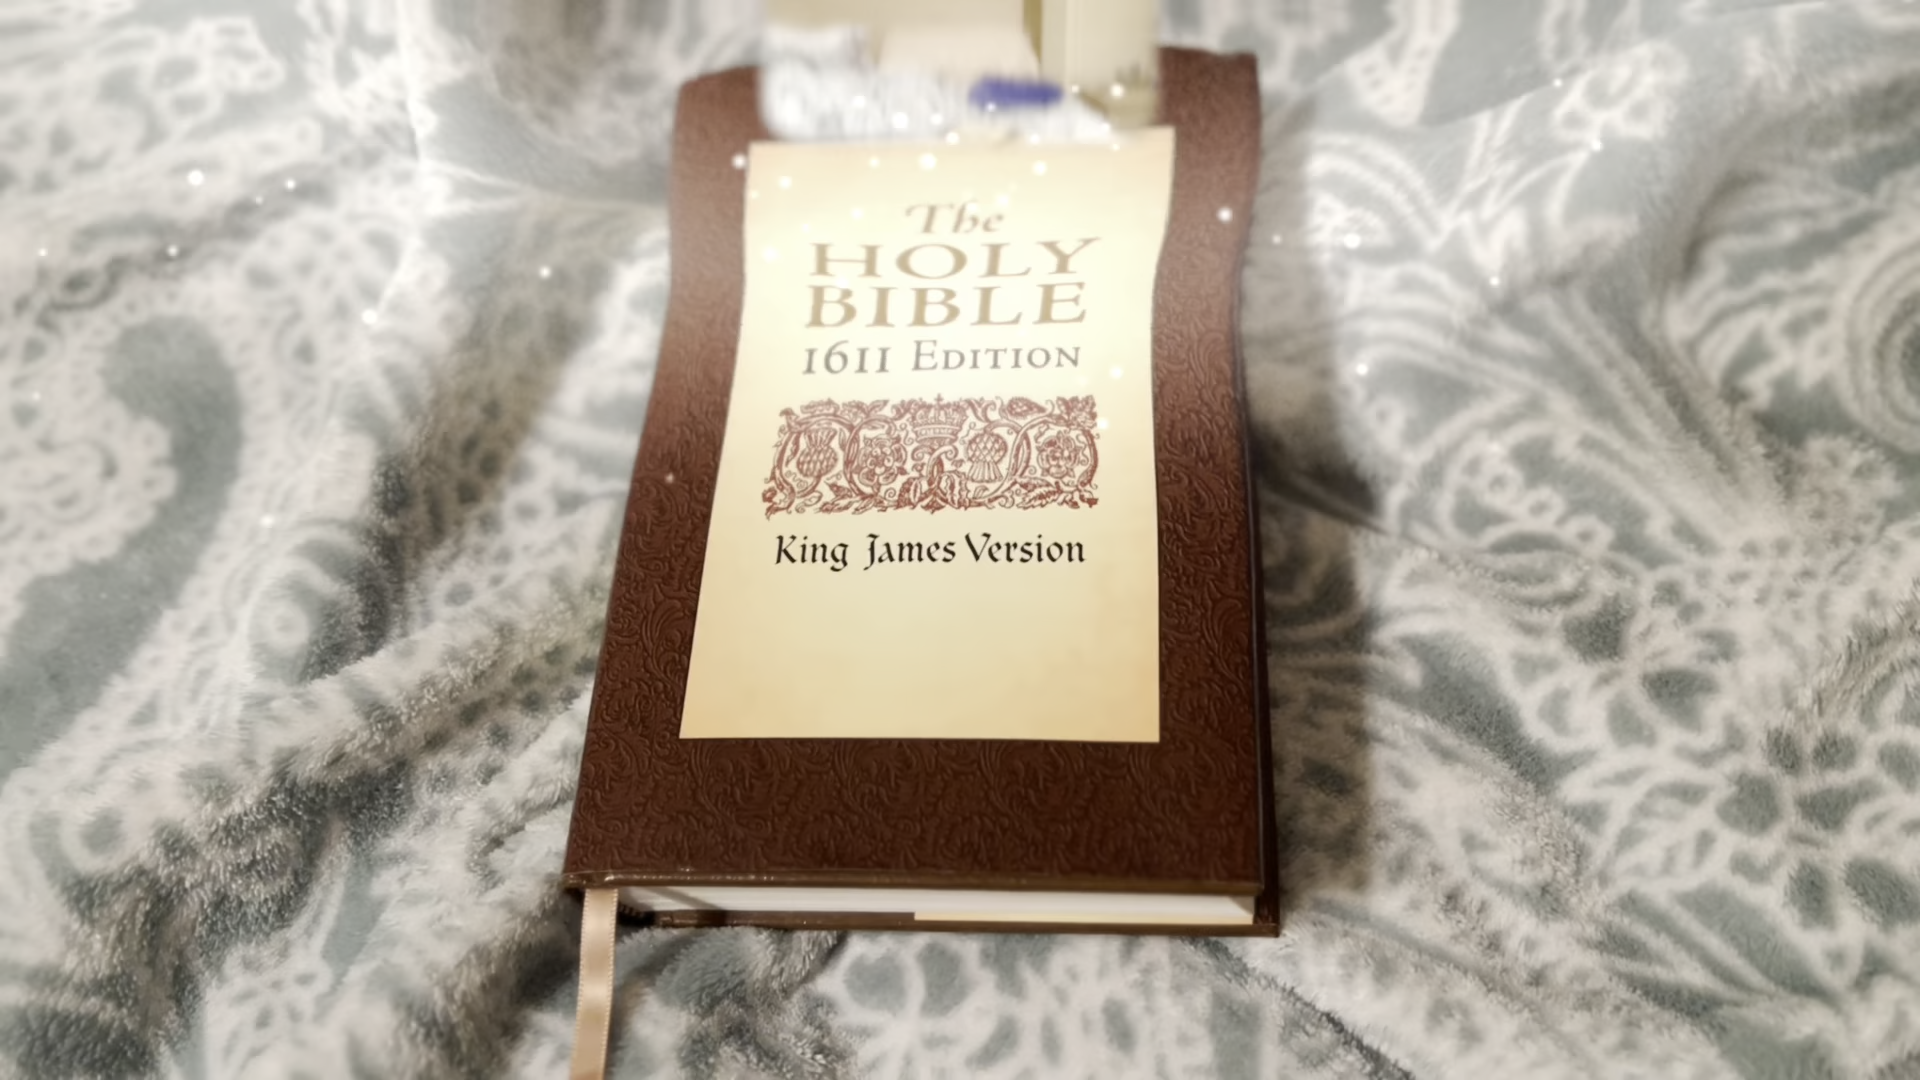 The
HOLY
BIBLE
1611 EDITION
King James Version